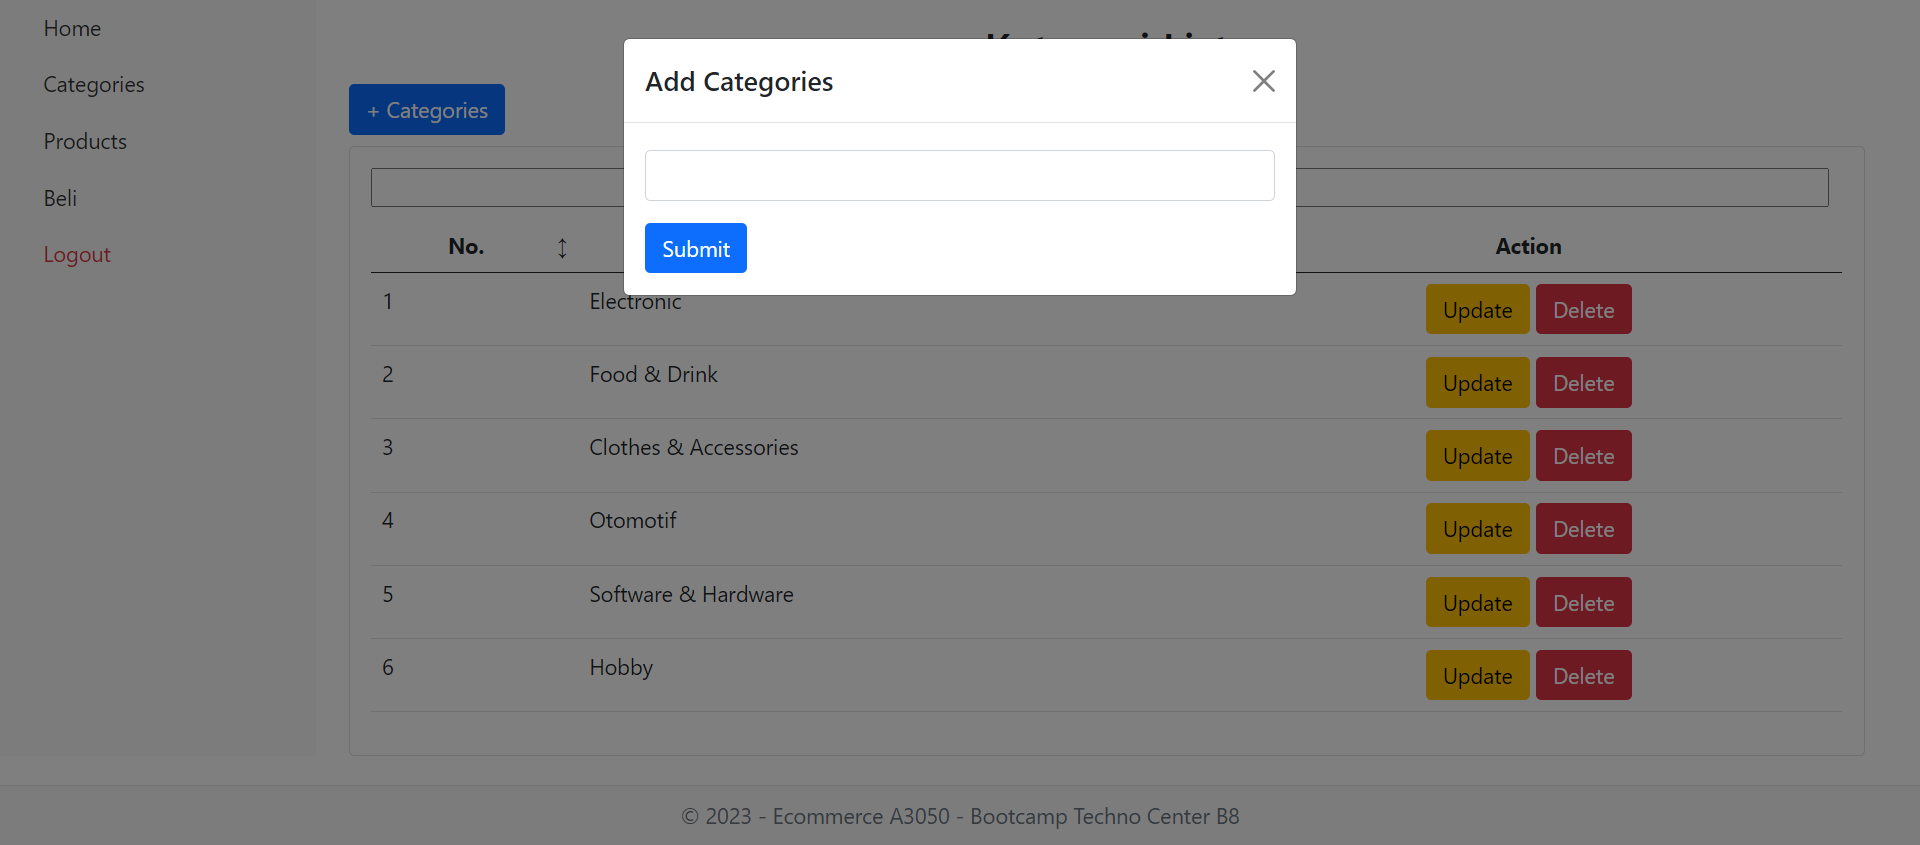 Home
Categories
Products
Beli
Logout
+ Categories
Add Categories
Submit
No. ↕ Action
1 Electronic Update Delete
2 Food & Drink Update Delete
3 Clothes & Accessories Update Delete
4 Otomotif Update Delete
5 Software & Hardware Update Delete
6 Hobby Update Delete
© 2023 - Ecommerce A3050 - Bootcamp Techno Center B8